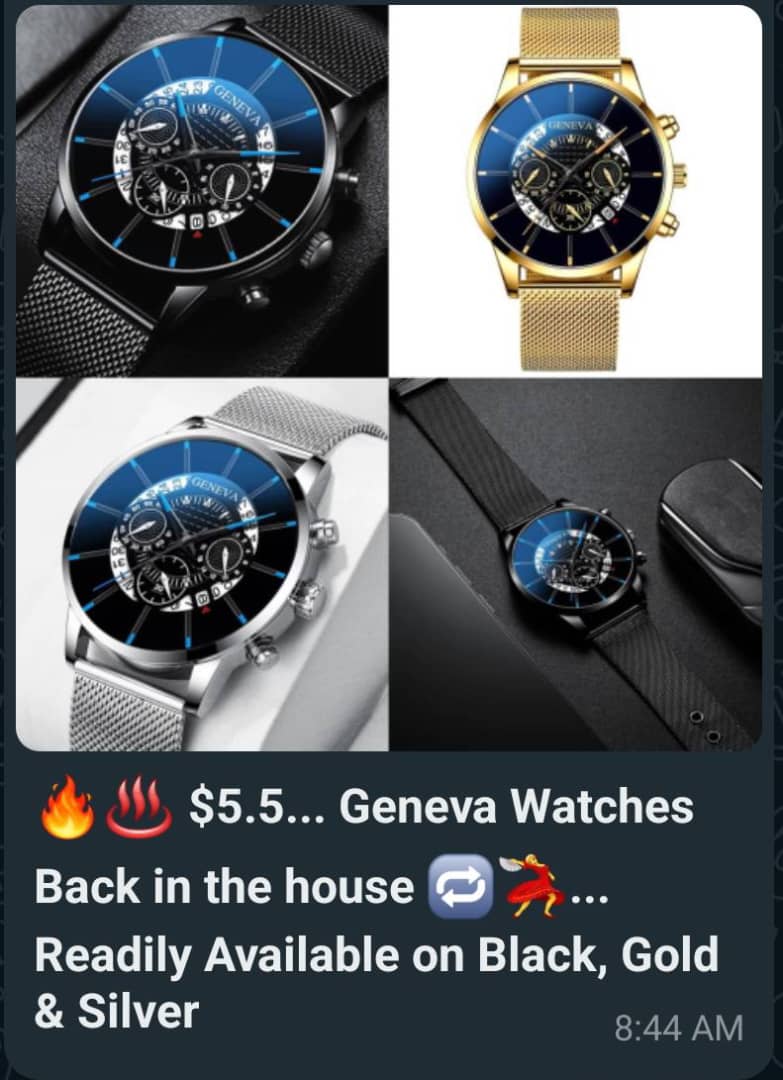 GENEVA
GENEVA
GENEVA
🔥♨️ $5.5... Geneva Watches
Back in the house 🔁💃...
Readily Available on Black, Gold
& Silver
8:44 AM